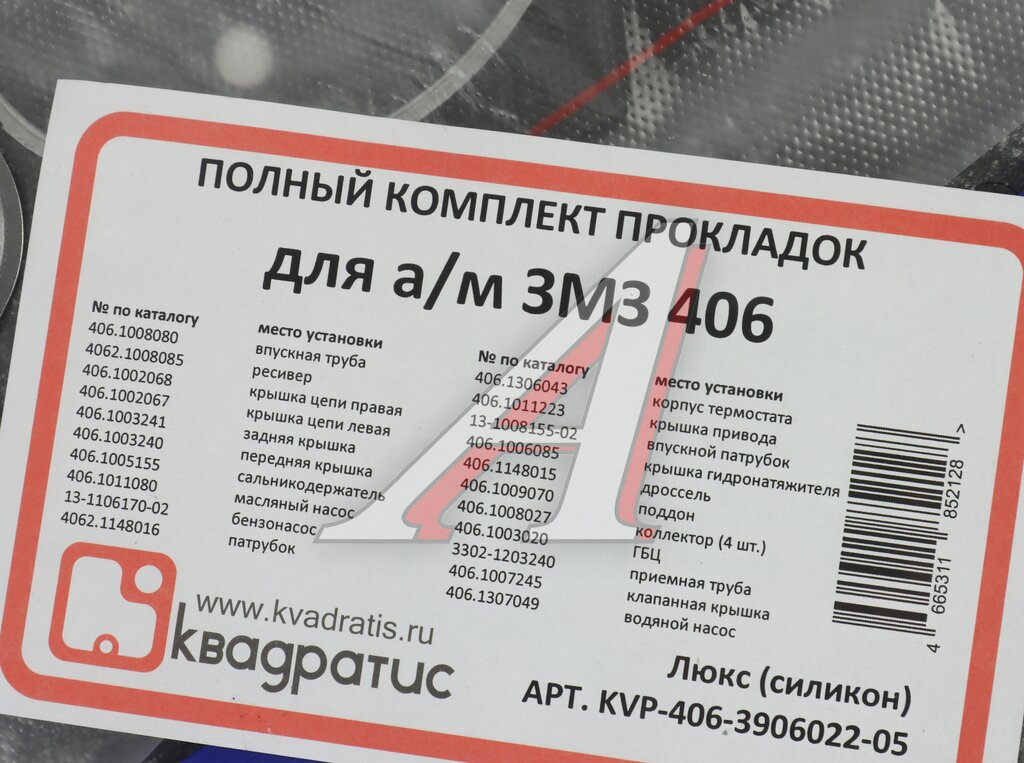 ПОЛНЫЙ КОМПЛЕКТ ПРОКЛАДОК
для а/м ЗМЗ 406
№ по каталогу место установки
406.1008080 впускная труба
4062.1008085 ресивер
406.1002068 крышка цепи правая
406.1002067 крышка цепи левая
406.1003241 задняя крышка
406.1003240 передняя крышка
406.1005155 сальникодержатель
406.1011080 масляный насос
13-1106170-02 бензонасос
4062.1148016 патрубок
№ по каталогу место установки
406.1306043 корпус термостата
406.1011223 крышка привода
13-1008155-02 впускной патрубок
406.1006085 крышка гидронатяжителя
406.1148015 дроссель
406.1009070 поддон
406.1008027 коллектор (4 шт.)
406.1003020 ГБЦ
3302-1203240 приемная труба
406.1007245 клапанная крышка
406.1307049 водяной насос
4 665311 852128 >
www.kvadratis.ru
квадратис
Люкс (силикон)
АРТ. KVP-406-3906022-05